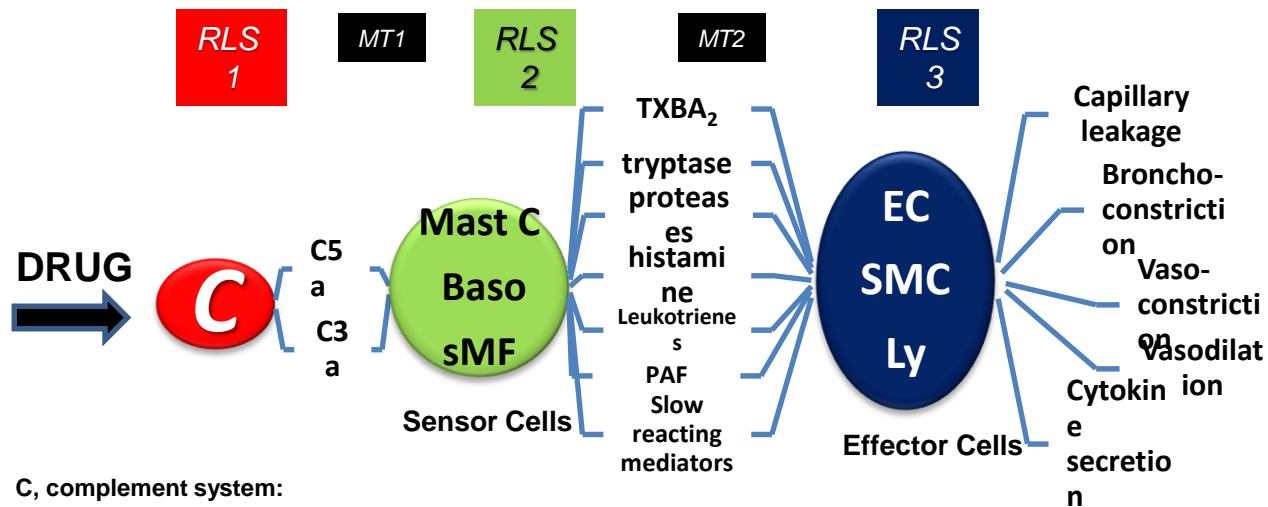 RLS
1
MT1
RLS
2
MT2
RLS
3
DRUG
C
C5
a
C3
a
Mast C
Baso
sMF
Sensor Cells
TXBA₂
tryptase
proteas
es
histami
ne
Leukotriene
s
PAF
Slow
reacting
mediators
EC
SMC
Ly
Effector Cells
Capillary
leakage
Broncho-
constricti
on
Vaso-
constricti
on
Vasodilat
ion
Cytokin
e
secretio
n
C, complement system: